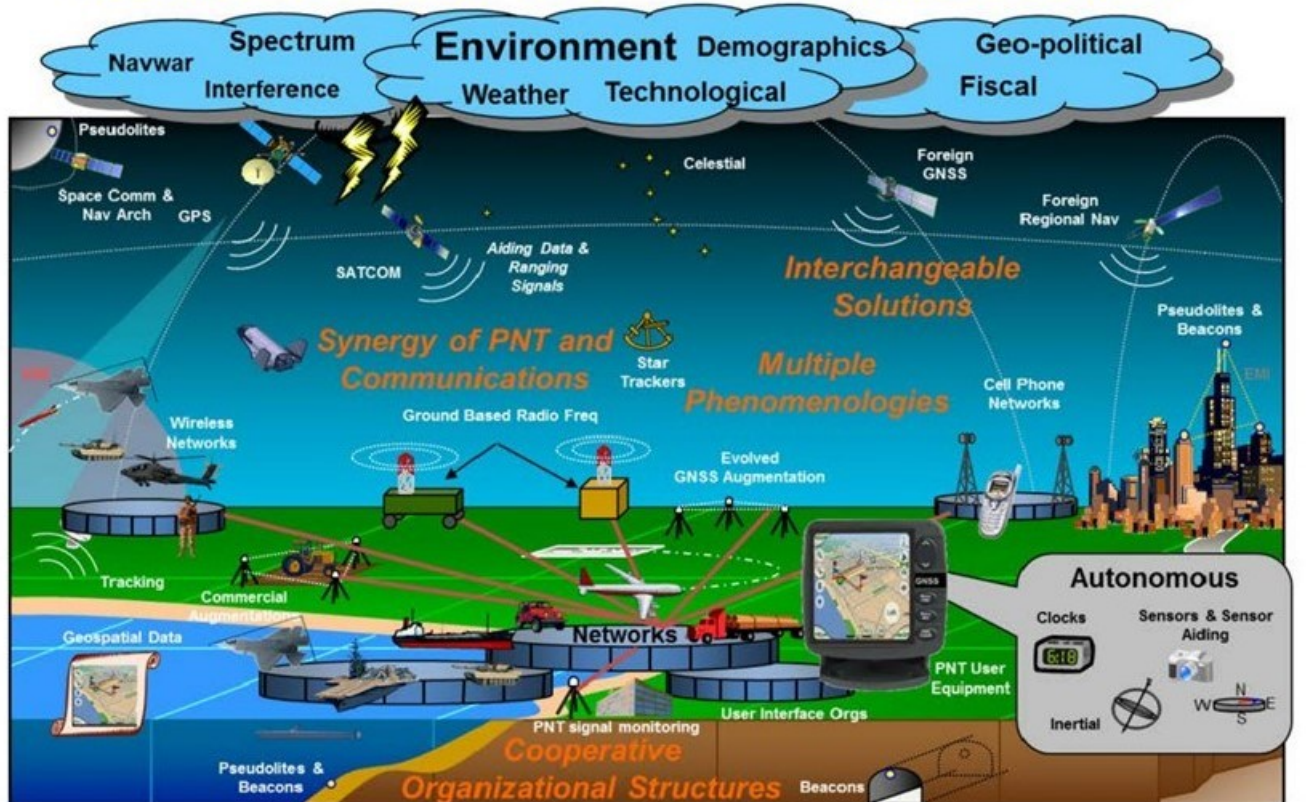 Navwar
Spectrum
Interference
Environment
Demographics
Weather
Technological
Geo-political
Fiscal
Pseudolites
Space Comm &
Nav Arch
GPS
SATCOM
Aiding Data &
Ranging
Signals
Celestial
Foreign
GNSS
Foreign
Regional Nav
Interchangeable
Solutions
Synergy of PNT and
Communications
Star
Trackers
Multiple
Phenomenologies
Pseudolites &
Beacons
EMI
Cell Phone
Networks
Wireless
Networks
Ground Based Radio Freq
Evolved
GNSS Augmentation
Tracking
Commercial
Augmentations
Geospatial Data
Networks
GNSS
PNT User
Equipment
User Interface Orgs
PNT signal monitoring
Autonomous
Clocks
6:18
Sensors & Sensor
Aiding
Inertial
N
W E
S
Cooperative
Organizational Structures
Pseudolites &
Beacons
Beacons